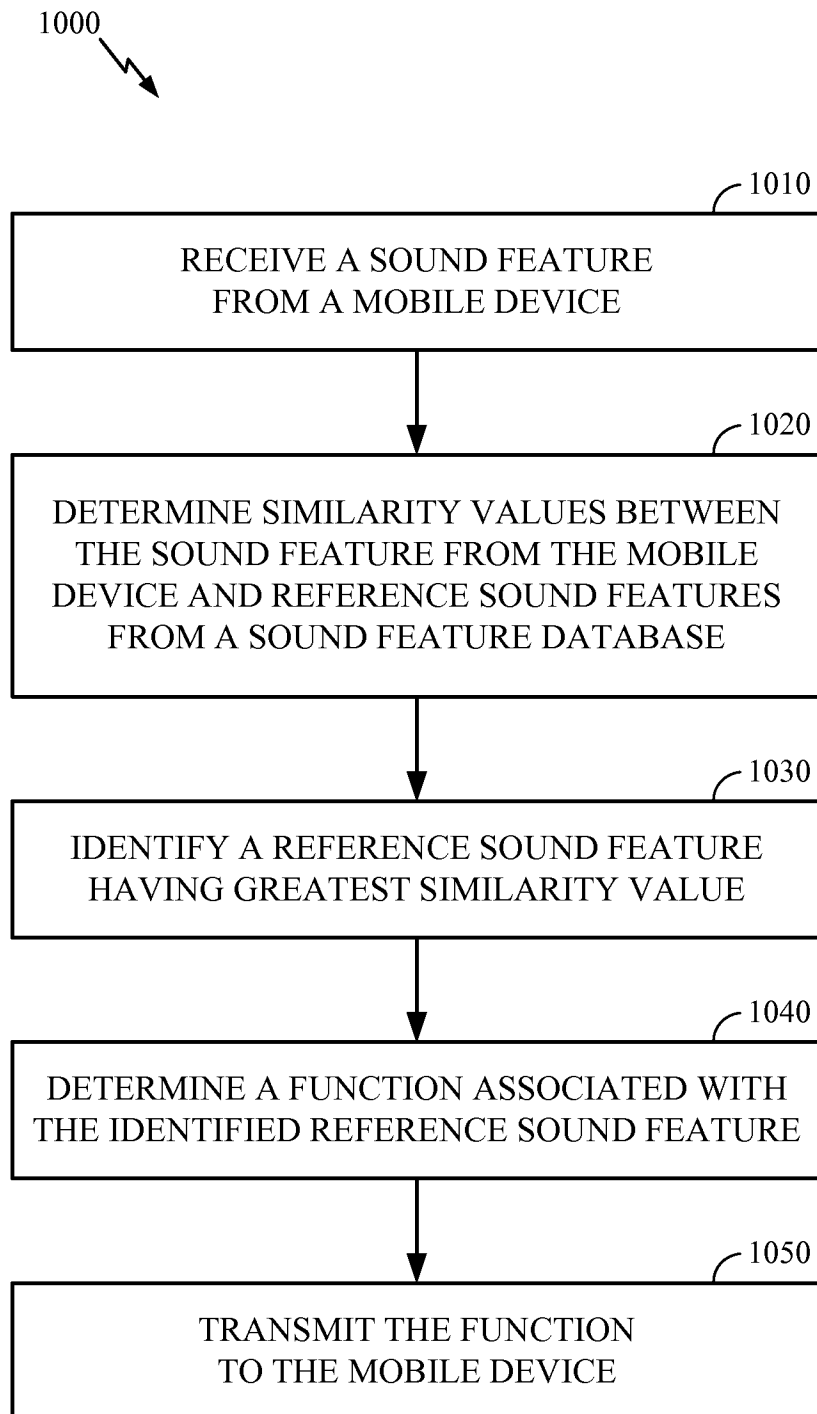 1000
1010
RECEIVE A SOUND FEATURE
FROM A MOBILE DEVICE
1020
DETERMINE SIMILARITY VALUES BETWEEN
THE SOUND FEATURE FROM THE MOBILE
DEVICE AND REFERENCE SOUND FEATURES
FROM A SOUND FEATURE DATABASE
1030
IDENTIFY A REFERENCE SOUND FEATURE
HAVING GREATEST SIMILARITY VALUE
1040
DETERMINE A FUNCTION ASSOCIATED WITH
THE IDENTIFIED REFERENCE SOUND FEATURE
1050
TRANSMIT THE FUNCTION
TO THE MOBILE DEVICE